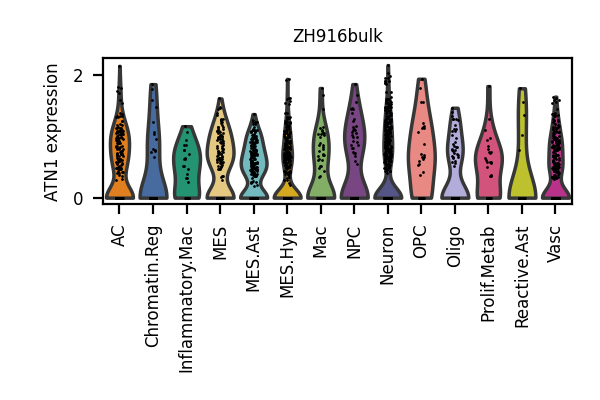 ZH916bulk
ATN1 expression
2
0
AC
Chromatin.Reg
Inflammatory.Mac
MES
MES.Ast
MES.Hyp
Mac
NPC
Neuron
OPC
Oligo
Prolif.Metab
Reactive.Ast
Vasc